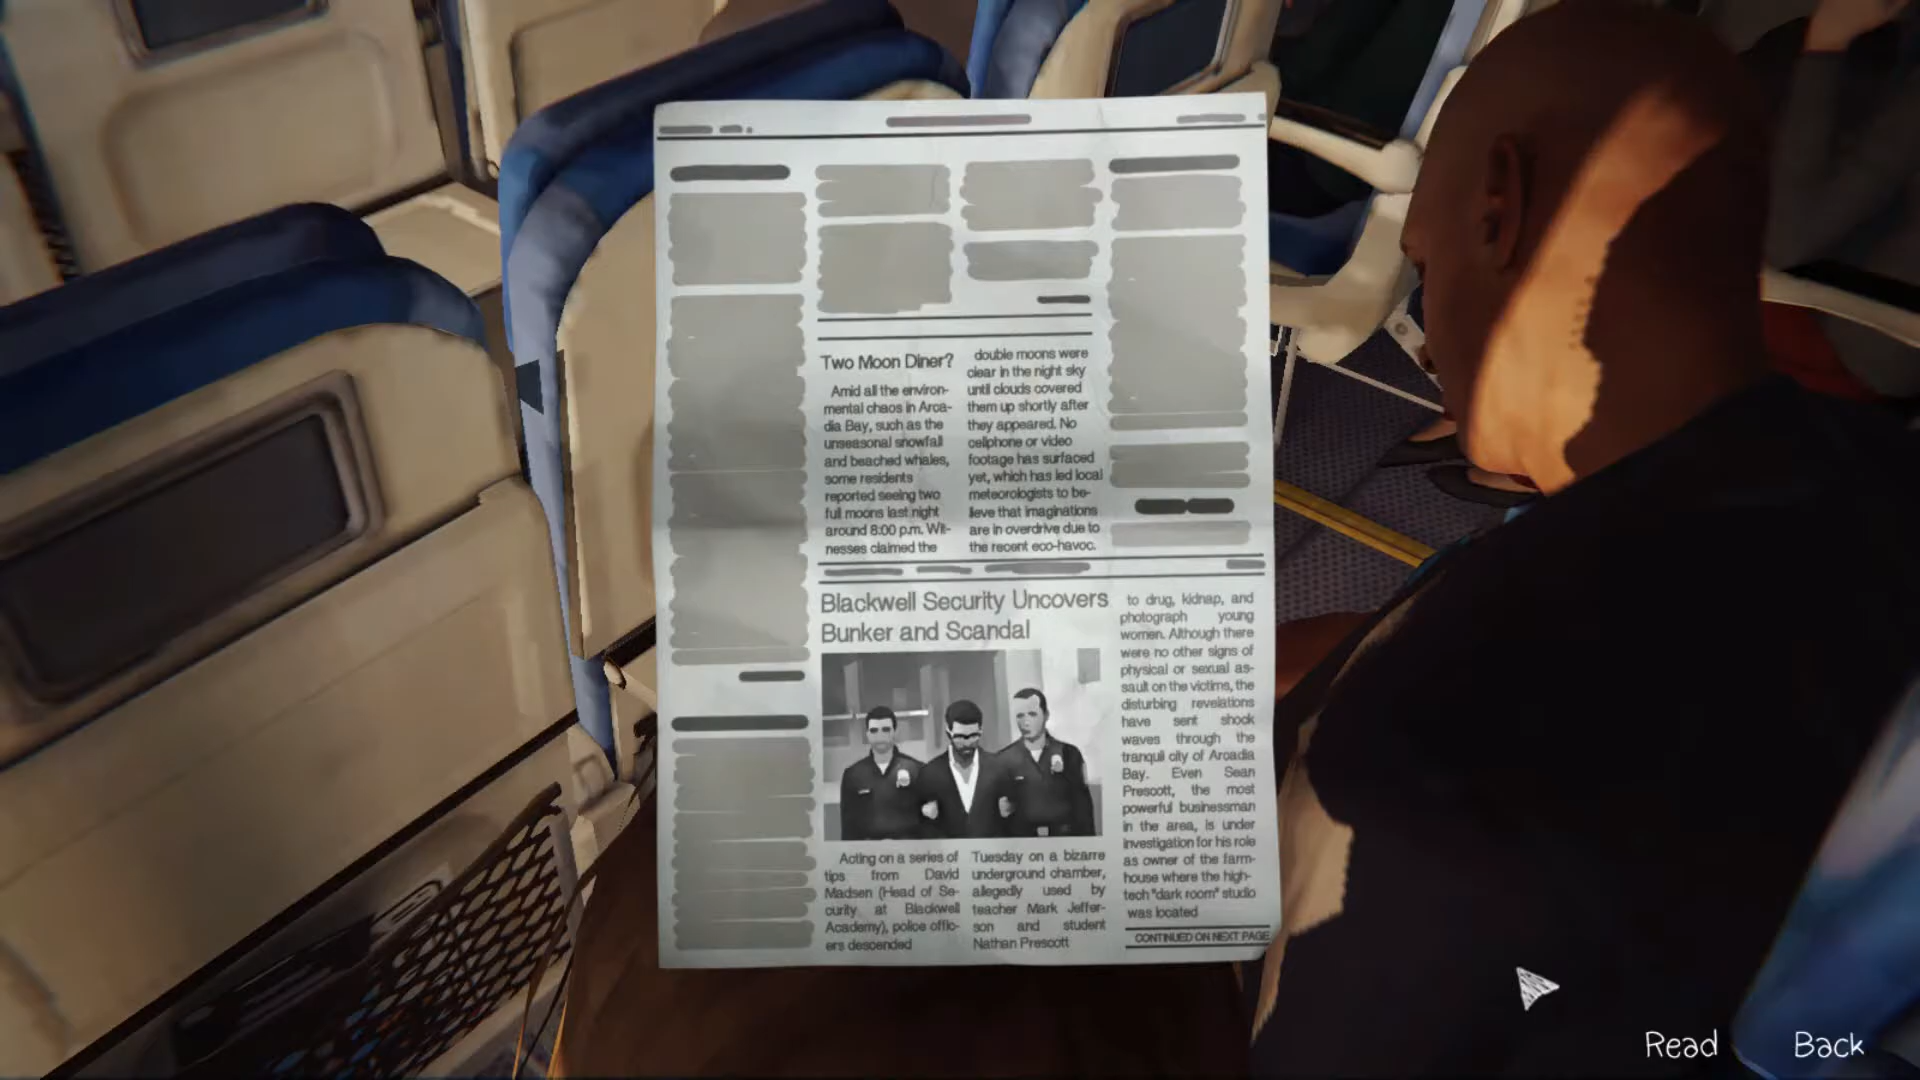 Two Moon Diner?
Amid all the environ-
mental chaos in Arca-
dia Bay, such as the
unseasonal snowfall
and beached whales,
some residents
reported seeing two
full moons last night
around 8:00 p.m. Wit-
nesses claimed the
double moons were
clear in the night sky
until clouds covered
them up shortly after
they appeared. No
cellphone or video
footage has surfaced
yet, which has led local
meteorologists to be-
lieve that imaginations
are in overdrive due to
the recent eco-havoc.
Blackwell Security Uncovers
Bunker and Scandal
Acting on a series of
tips from David
Madsen (Head of Se-
curity at Blackwell
Academy), police offic-
ers descended
Tuesday on a bizarre
underground chamber,
allegedly used by
teacher Mark Jeffer-
son and student
Nathan Prescott
to drug, kidnap, and
photograph young
women. Although there
were no other signs of
physical or sexual as-
sault on the victims, the
disturbing revelations
have sent shock
waves through the
tranquil city of Arcadia
Bay. Even Sean
Prescott, the most
powerful businessman
in the area, is under
investigation for his role
as owner of the farm-
house where the high-
tech "dark room" studio
was located
CONTINUED ON NEXT PAGE
Read
Back